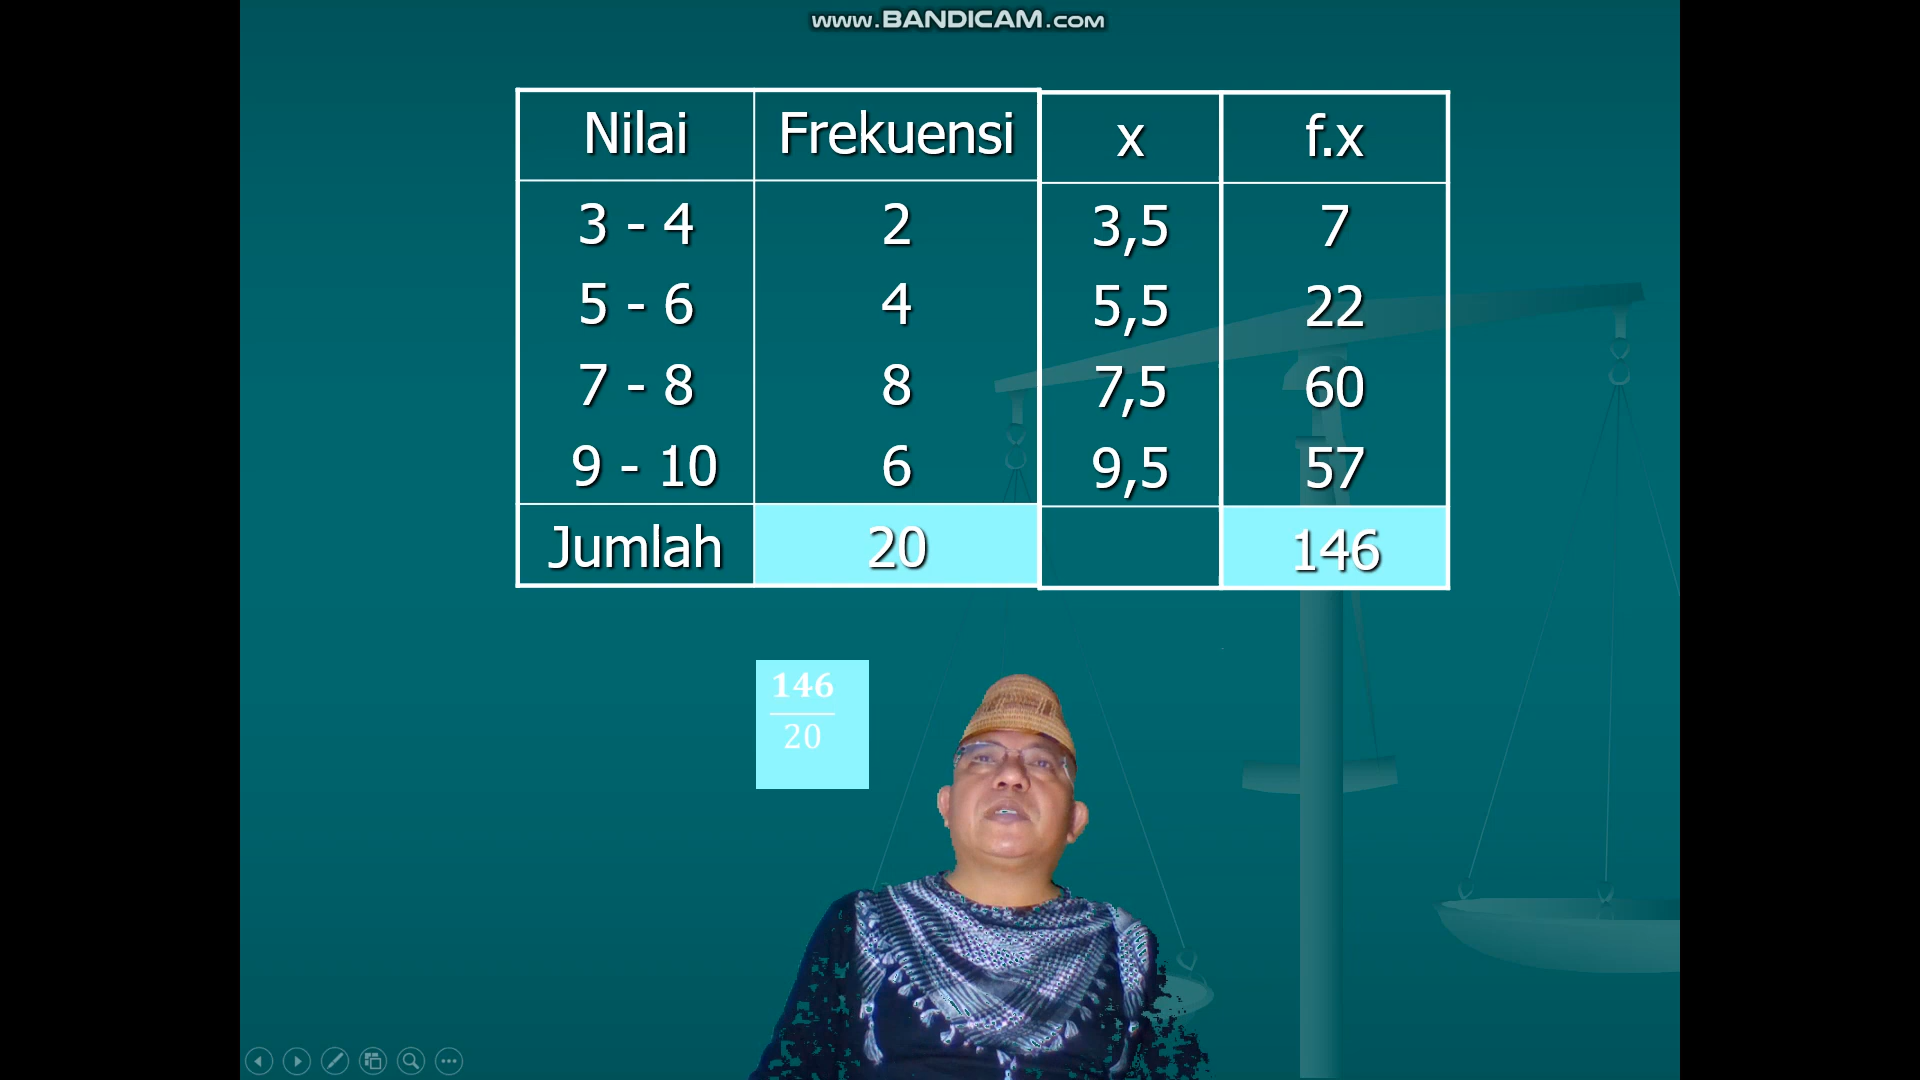 www.BANDICAM.com
Nilai Frekuensi x f.x
3 - 4 2 3,5 7
5 - 6 4 5,5 22
7 - 8 8 7,5 60
9 - 10 6 9,5 57
Jumlah 20 146
146
20